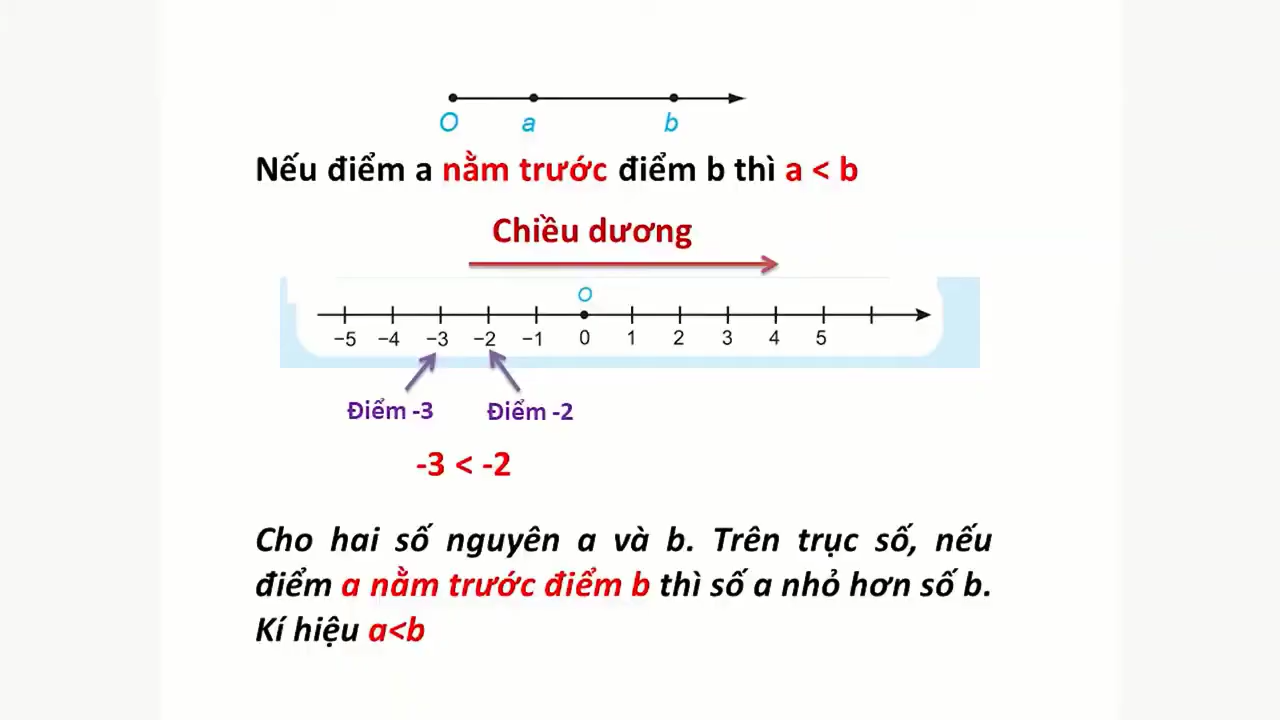 O a b
Nếu điểm a nằm trước điểm b thì a < b
Chiều dương
O
−5 −4 −3 −2 −1 0 1 2 3 4 5
Điểm -3 Điểm -2
-3 < -2
Cho hai số nguyên a và b. Trên trục số, nếu
điểm a nằm trước điểm b thì số a nhỏ hơn số b.
Kí hiệu a<b